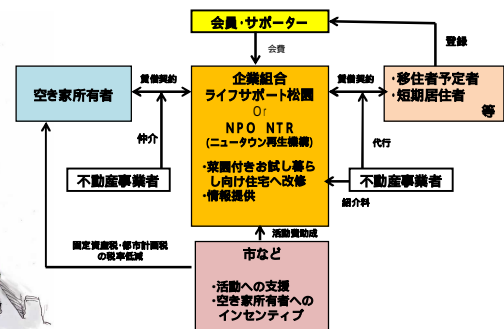 会員・サポーター
会費
登録
空き家所有者
賃借契約
企業組合
ライフサポート松園
Or
NPO NTR
(ニュータウン再生機構)
・菜園付きお試し暮ら
し向け住宅へ改修
・情報提供
賃借契約
・移住者予定者
・短期居住者
等
仲介
代行
不動産事業者
不動産事業者
紹介料
活動費助成
固定資産税・都市計画税
の税率低減
市など
・活動への支援
・空き家所有者への
インセンティブ